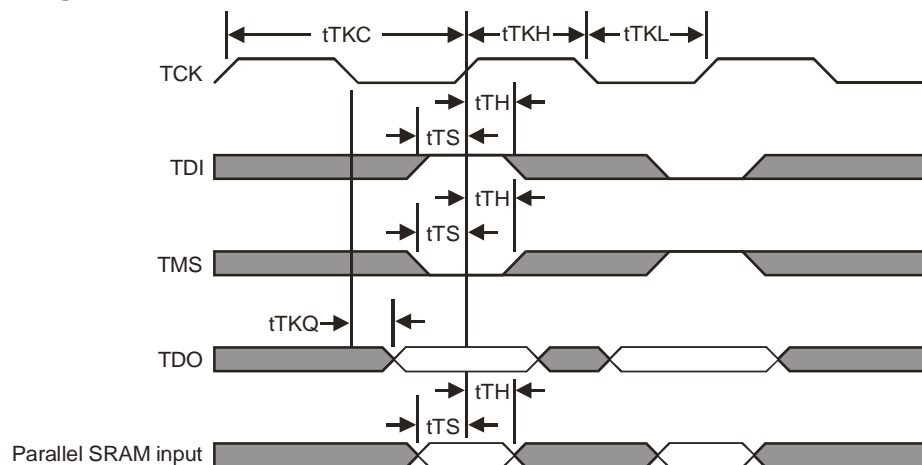 tTKC
tTKH
tTKL
TCK
tTH
tTS
TDI
tTH
tTS
TMS
tTKQ
TDO
tTH
tTS
Parallel SRAM input